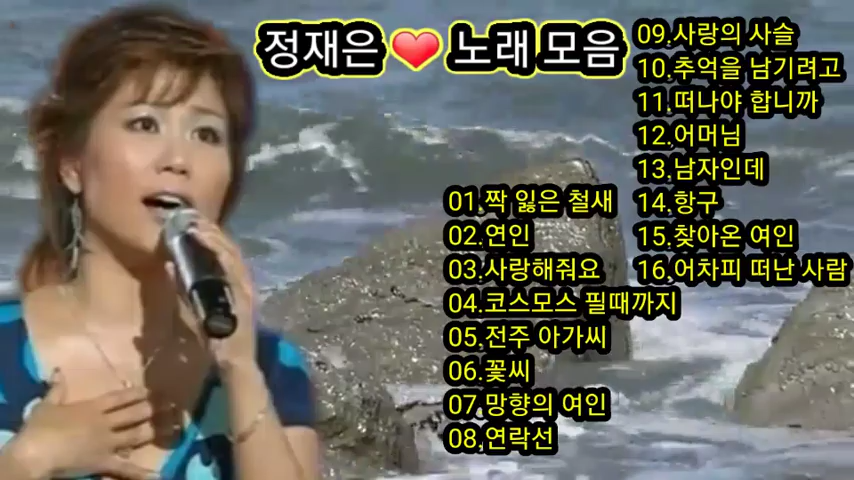 정재은❤노래 모음
01.짝 잃은 철새
02.연인
03.사랑해줘요
04.코스모스 필때까지
05.전주 아가씨
06.꽃씨
07.망향의 여인
08.연락선
09.사랑의 사슬
10.추억을 남기려고
11.떠나야 합니까
12.어머님
13.남자인데
14.항구
15.찾아온 여인
16.어차피 떠난 사람